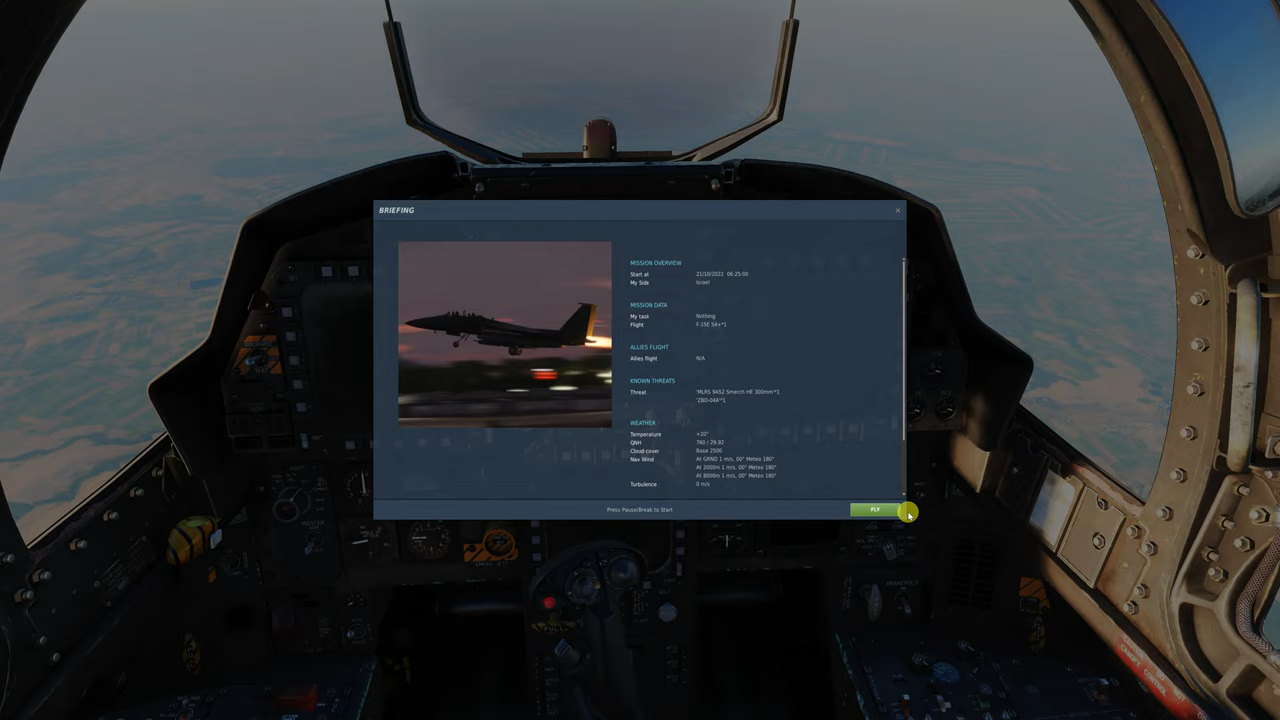 BRIEFING
MISSION OVERVIEW
Start at 21/10/2022 06:25:00
My Side Israel
MISSION DATA
My task Nothing
Flight F-15E S4+*1
ALLIES FLIGHT
Allies flight N/A
KNOWN THREATS
Threat 'MLRS 9A52 Smerch HE 300mm'*1
'ZBD-04A'*1
WEATHER
Temperature +20°
QNH 760 / 29.92
Cloud cover Base 2500
Nav Wind At GRND 1 m/s, 00° Meteo 180°
At 2000m 1 m/s, 00° Meteo 180°
At 8000m 1 m/s, 00° Meteo 180°
Turbulence 0 m/s
Press Pause/Break to Start
FLY